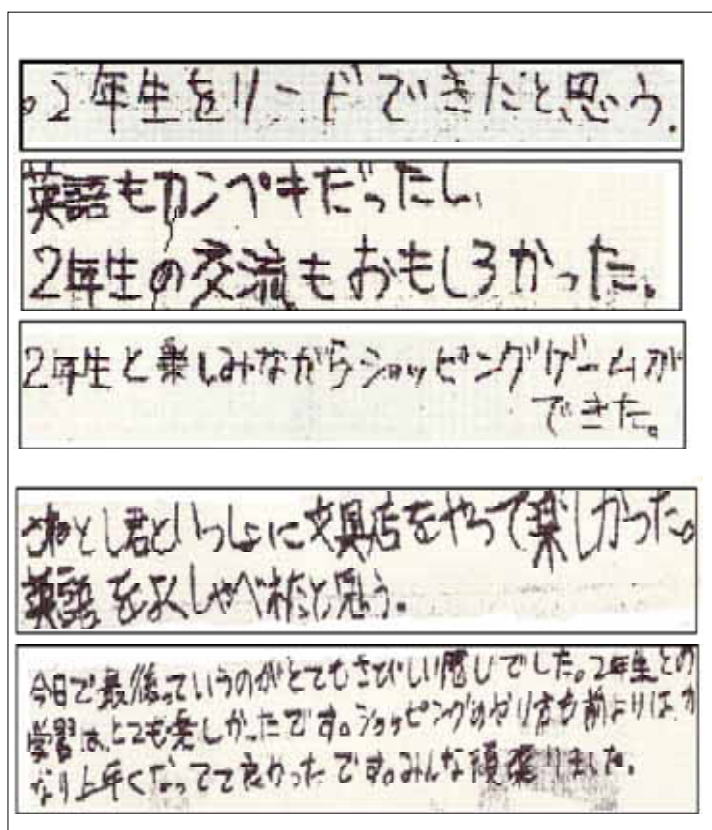 。2年生をリードできたと思う.
英語もカンペキだったし、
2年生の交流もおもしろかった。
2年生と楽しみながらショッピングゲームが
できた。
さねとし君といっしょに文具店をやって楽しかった。
英語をよくしゃべれたと思う。
今日で最後っていうのがとてもさびしい感じでした。2年生との
学習は、とても楽しかったです。ショッピングのやり方も前よりは、か
なり上手くなってて良かったです。みんな頑張りました。